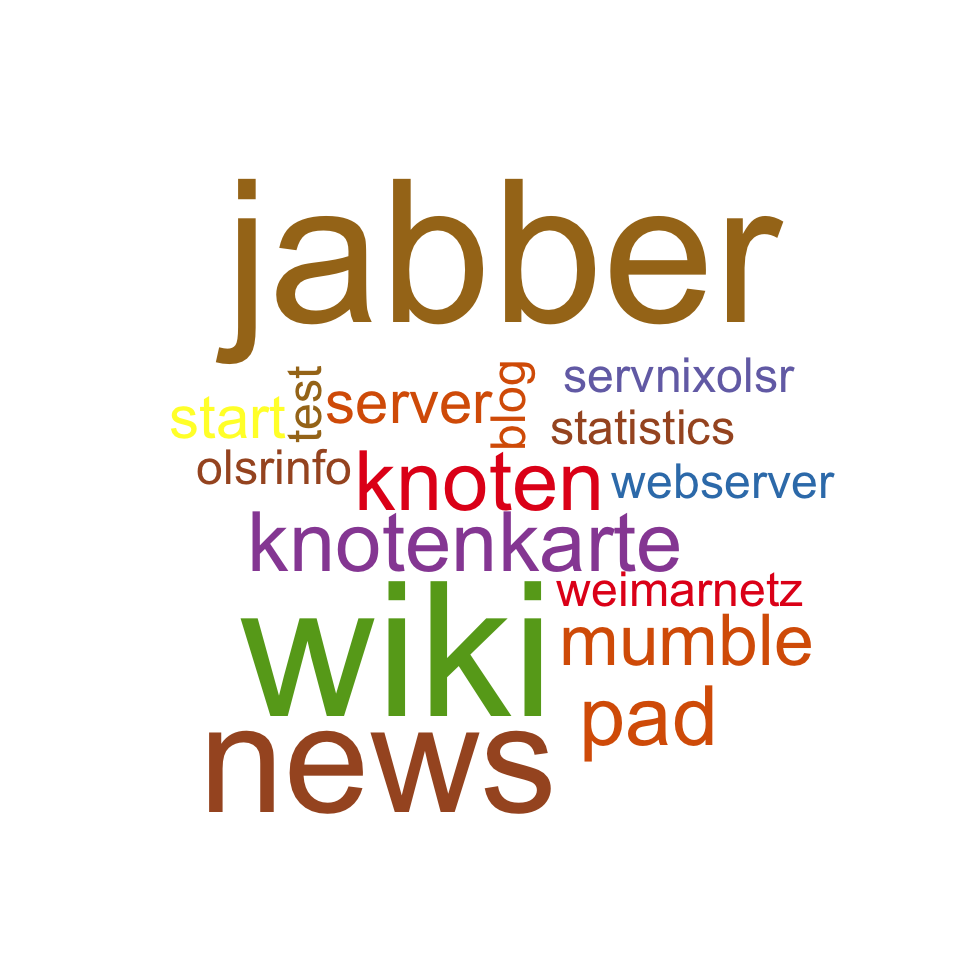 jabber
servnixolsr
test
server
blog
start
statistics
olsrinfo
knoten
webserver
knotenkarte
weimarnetz
wiki
mumble
pad
news